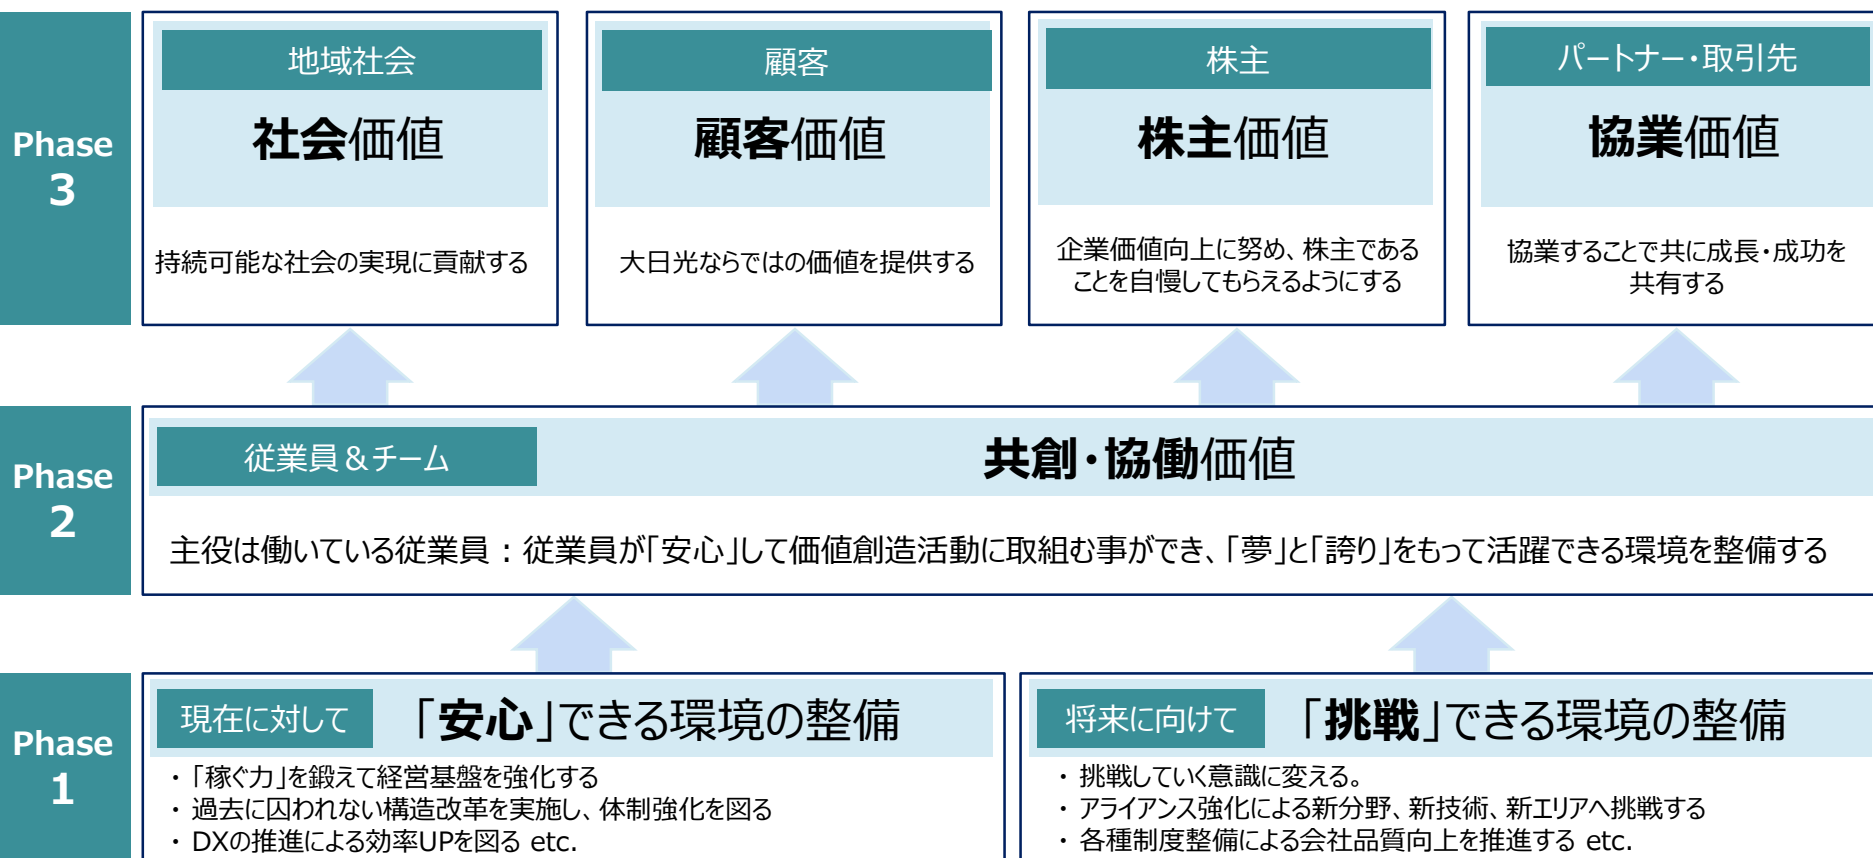 Phase
3
地域社会
社会価値
持続可能な社会の実現に貢献する
顧客
顧客価値
大日光ならではの価値を提供する
株主
株主価値
企業価値向上に努め、株主である
ことを自慢してもらえるようにする
パートナー・取引先
協業価値
協業することで共に成長・成功を
共有する
Phase
2
従業員＆チーム
共創・協働価値
主役は働いている従業員：従業員が「安心」して価値創造活動に取組む事ができ、「夢」と「誇り」をもって活躍できる環境を整備する
Phase
1
現在に対して
「安心」できる環境の整備
・「稼ぐ力」を鍛えて経営基盤を強化する
・過去に囚われない構造改革を実施し、体制強化を図る
・DXの推進による効率UPを図る etc.
将来に向けて
「挑戦」できる環境の整備
・挑戦していく意識に変える。
・アライアンス強化による新分野、新技術、新エリアへ挑戦する
・各種制度整備による会社品質向上を推進する etc.